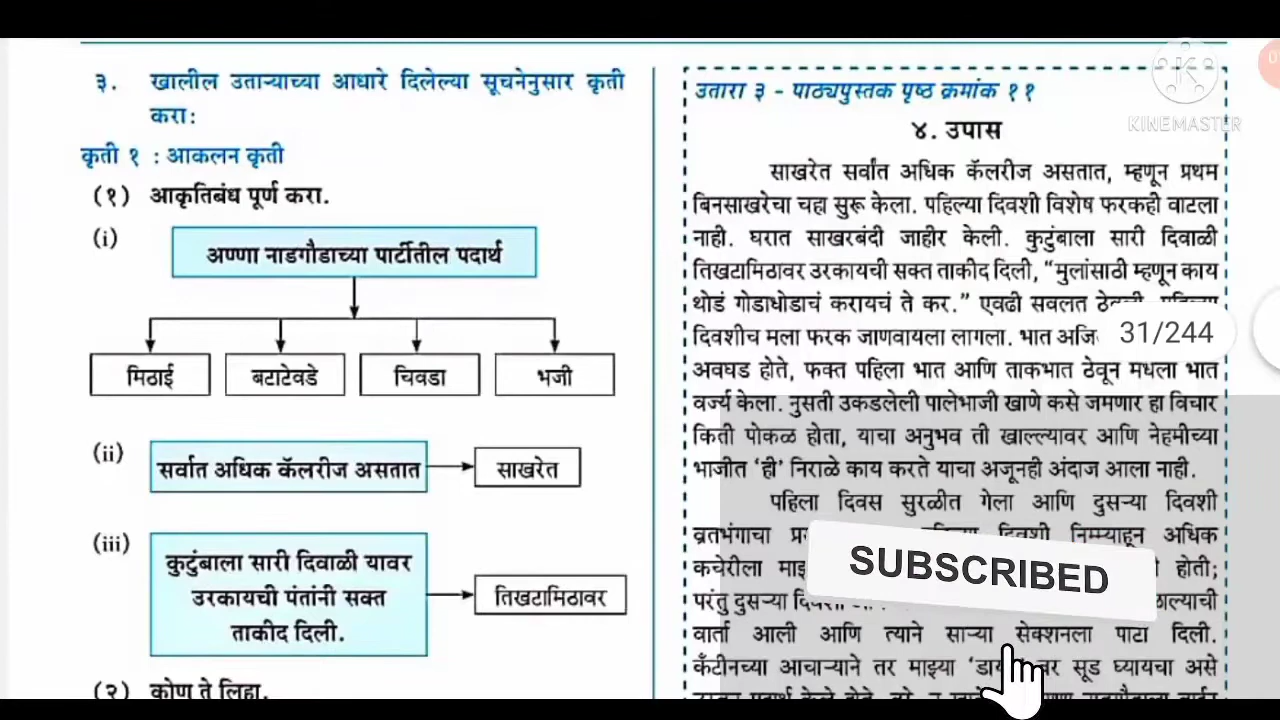 ३. खालील उताऱ्याच्या आधारे दिलेल्या सूचनेनुसार कृती
करा:
कृती १ : आकलन कृती
(१) आकृतिबंध पूर्ण करा.
(i) अण्णा नाडगौडाच्या पार्टीतील पदार्थ
मिठाई बटाटेवडे चिवडा भजी
(ii) सर्वात अधिक कॅलरीज असतात साखरेत
(iii) कुटुंबाला सारी दिवाळी यावर
उरकायची पंतांनी सक्त
ताकीद दिली.
तिखटामिठावर
(२) कोण ते लिहा.
उतारा ३ - पाठ्यपुस्तक पृष्ठ क्रमांक ११
४. उपास
साखरेत सर्वांत अधिक कॅलरीज असतात, म्हणून प्रथम
बिनसाखरेचा चहा सुरू केला. पहिल्या दिवशी विशेष फरकही वाटला
नाही. घरात साखरबंदी जाहीर केली. कुटुंबाला सारी दिवाळी
तिखटामिठावर उरकायची सक्त ताकीद दिली, “मुलांसाठी म्हणून काय
थोडं गोडाधोडाचं करायचं ते कर.” एवढी सवलत
दिवशीच मला फरक जाणवायला लागला. भात
अवघड होते, फक्त पहिला भात आणि ताकभात ठेवून मधला भात
वर्ज्य केला. नुसती उकडलेली पालेभाजी खाणे कसे जमणार हा विचार
किती पोकळ होता, याचा अनुभव ती खाल्ल्यावर आणि नेहमीच्या
भाजीत ‘ही’ निराळे काय करते याचा अजूनही अंदाज आला नाही.
पहिला दिवस सुरळीत गेला आणि दुसऱ्या दिवशी
व्रतभंगाचा दिवशी निम्म्याहून अधिक
कचेरीला होती;
परंतु दुसऱ्या
वार्ता आली आणि त्याने साऱ्या सेक्शनला पार्टी दिली.
कँटीनच्या आचाऱ्याने तर माझ्या सूड घ्यायचा असे
KINEMASTER
31/244
SUBSCRIBED